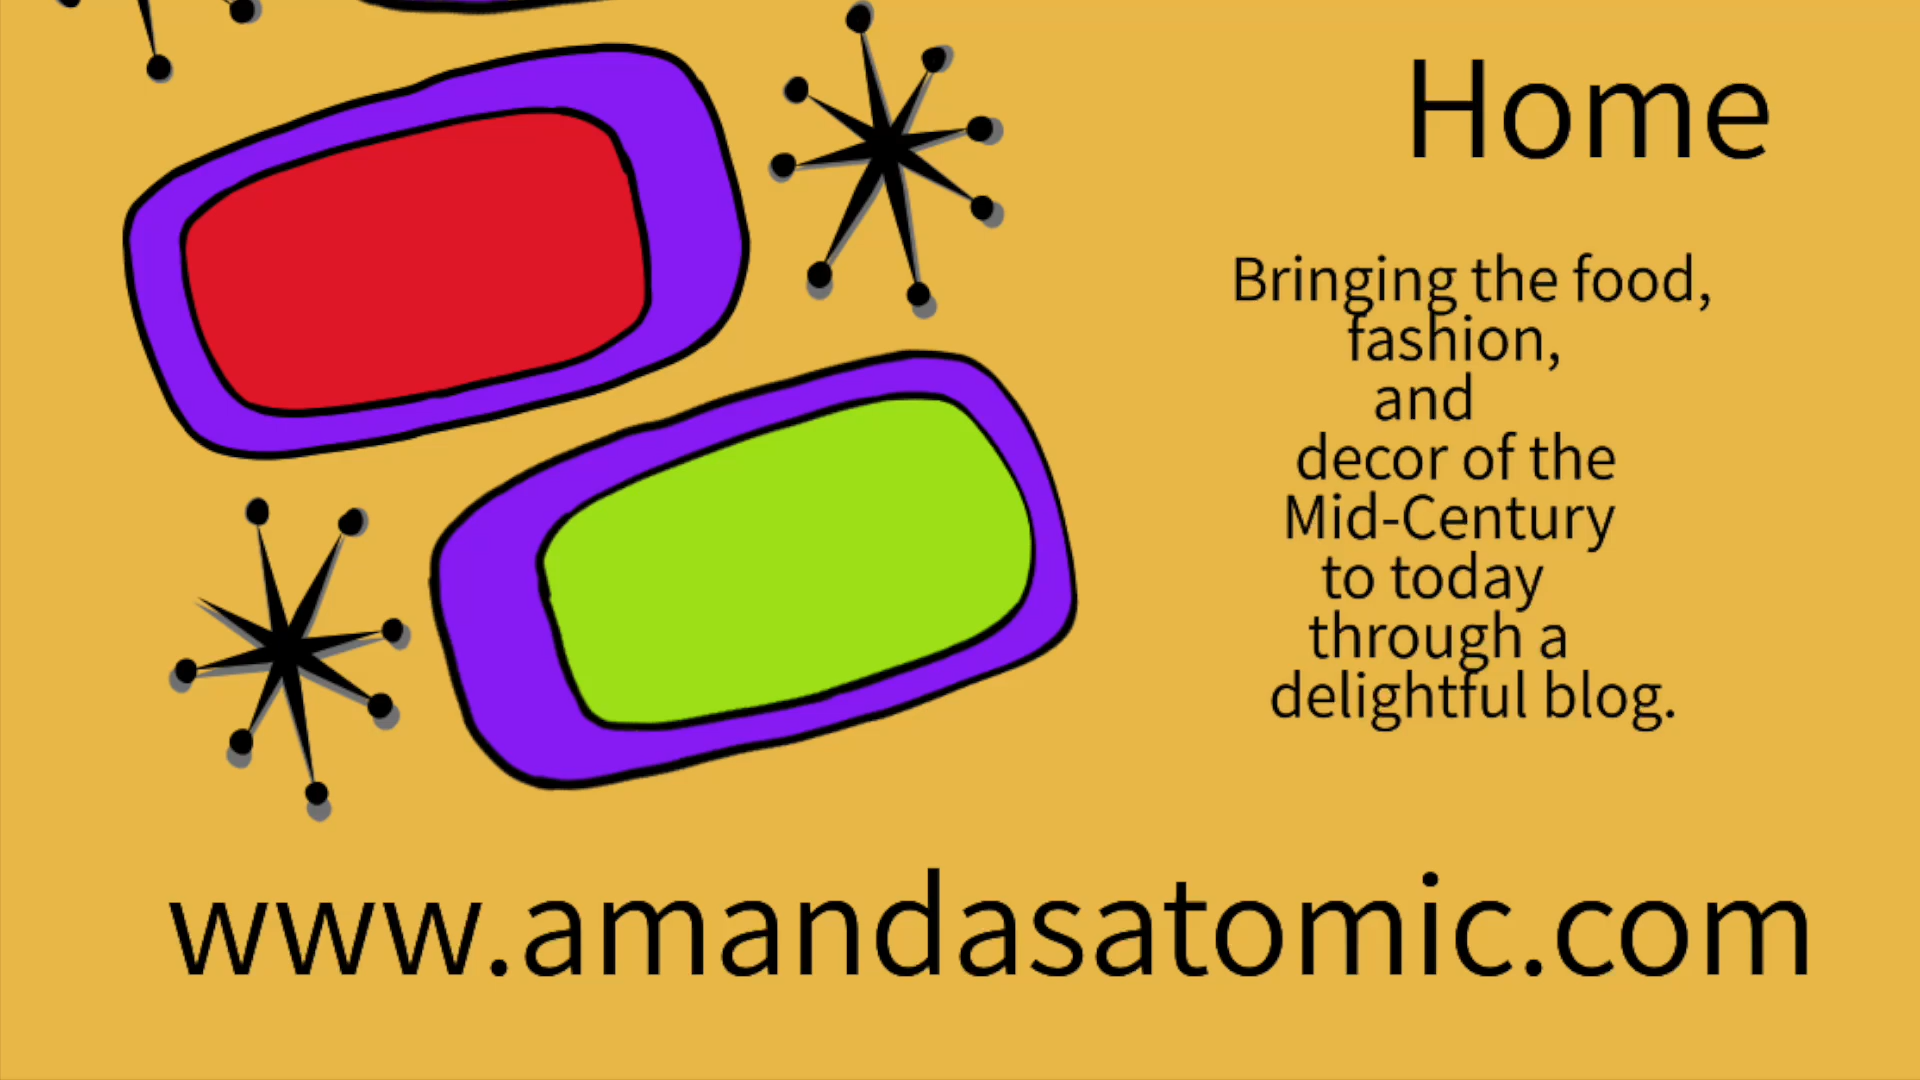 Home
Bringing the food,
fashion,
and
decor of the
Mid-Century
to today
through a
delightful blog.
www.amandasatomic.com